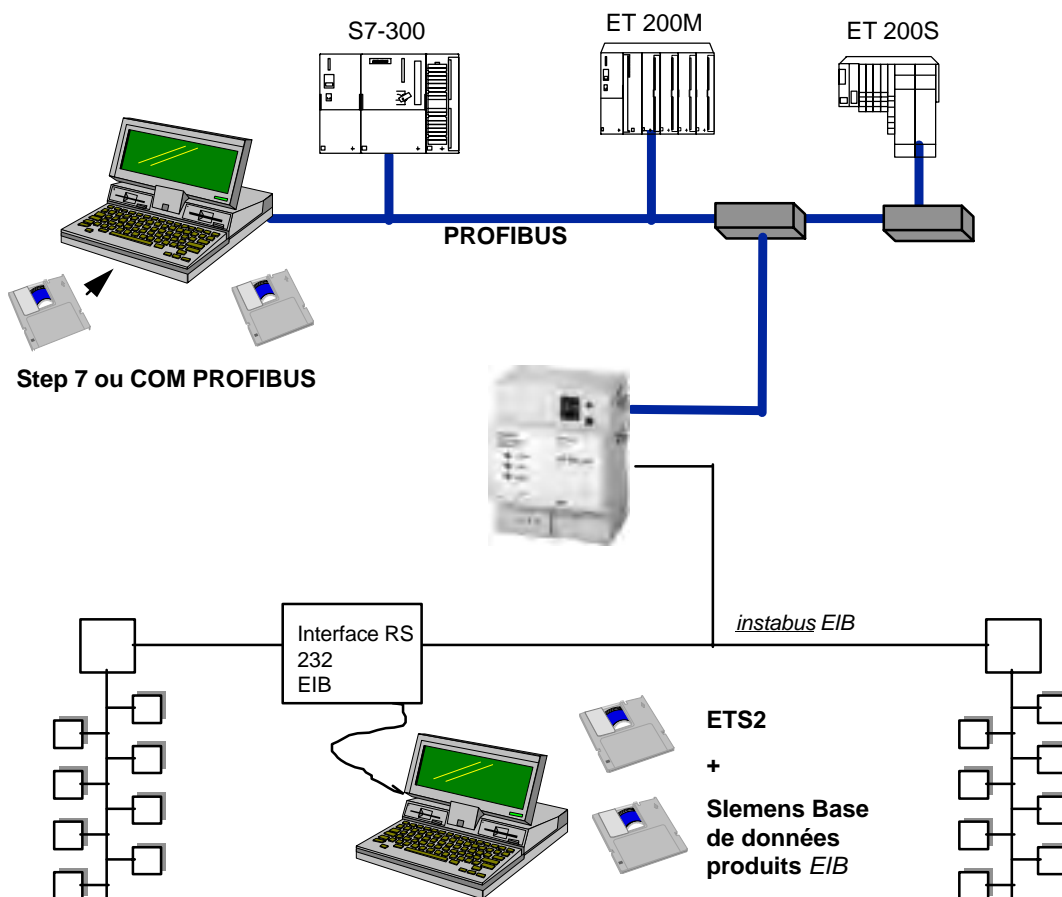 S7-300
ET 200M
ET 200S
PROFIBUS
Step 7 ou COM PROFIBUS
instabus EIB
Interface RS
232
EIB
ETS2
+
Slemens Base
de données
produits EIB